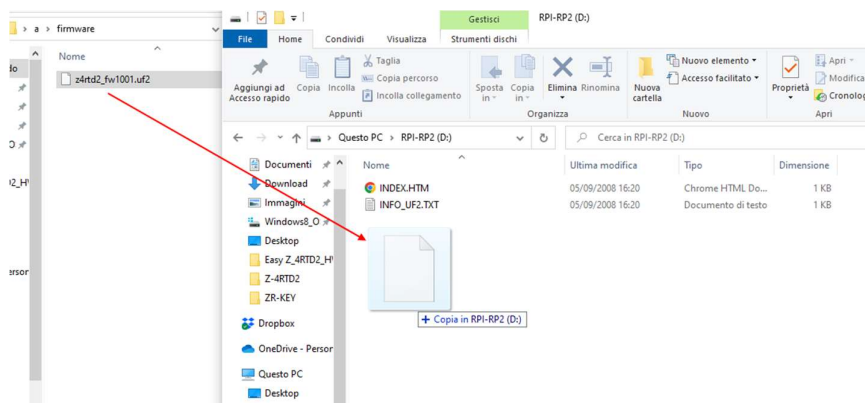 a > firmware
Nome
z4rtd2_fw1001.uf2
Gestisci
RPI-RP2 (D:)
File
Home
Condividi
Visualizza
Strumenti dischi
Aggiungi ad
Accesso rapido
Copia
Incolla
Taglia
Copia percorso
Incolla collegamento
Appunti
Sposta
in
Copia
in
Elimina
Rinomina
Organizza
Nuova
cartella
Nuovo elemento
Accesso facilitato
Nuovo
Proprietà
Apri
Modifica
Cronolog
Apri
Questo PC > RPI-RP2 (D:)
Cerca in RPI-RP2 (D:)
Documenti
Download
Immagini
Windows8_O
Desktop
Easy Z_4RTD2_H
Z-4RTD2
ZR-KEY
Dropbox
OneDrive - Person
Questo PC
Desktop
Nome
Ultima modifica
Tipo
Dimensione
INDEX.HTM
05/09/2008 16:20
Chrome HTML Do...
1 KB
INFO_UF2.TXT
05/09/2008 16:20
Documento di testo
1 KB
+ Copia in RPI-RP2 (D:)